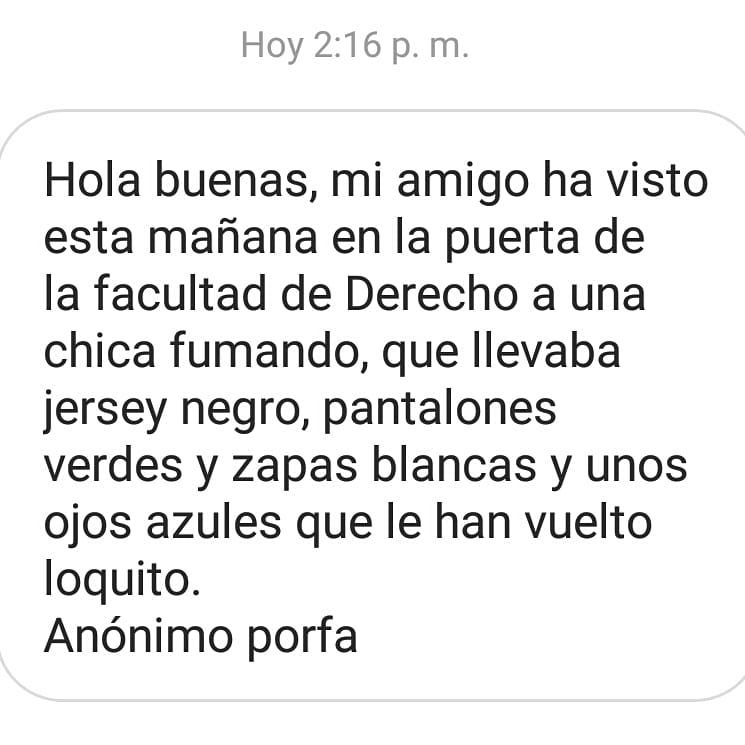 Hoy 2:16 p. m.
Hola buenas, mi amigo ha visto
esta mañana en la puerta de
la facultad de Derecho a una
chica fumando, que llevaba
jersey negro, pantalones
verdes y zapas blancas y unos
ojos azules que le han vuelto
loquito.
Anónimo porfa